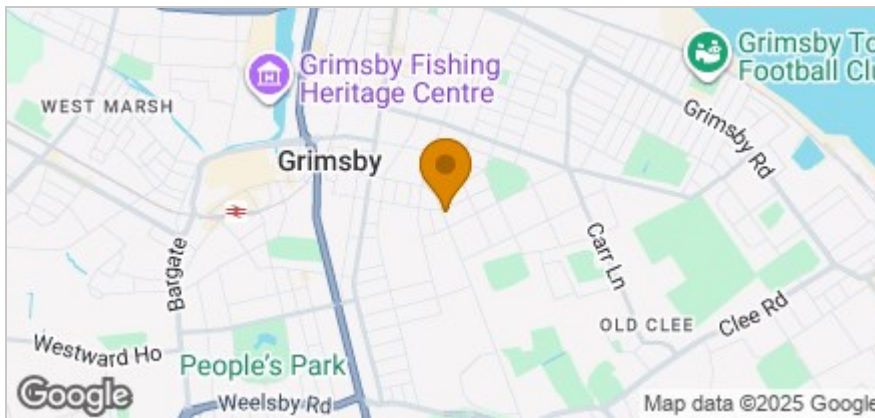 Grimsby To
Football Clu
Grimsby Fishing
Heritage Centre
WEST MARSH
Grimsby Rd
Grimsby
Carr Ln
Bargate
OLD CLEE
Clee Rd
Westward Ho
People's Park
Weelsby Rd
Google
Map data ©2025 Google